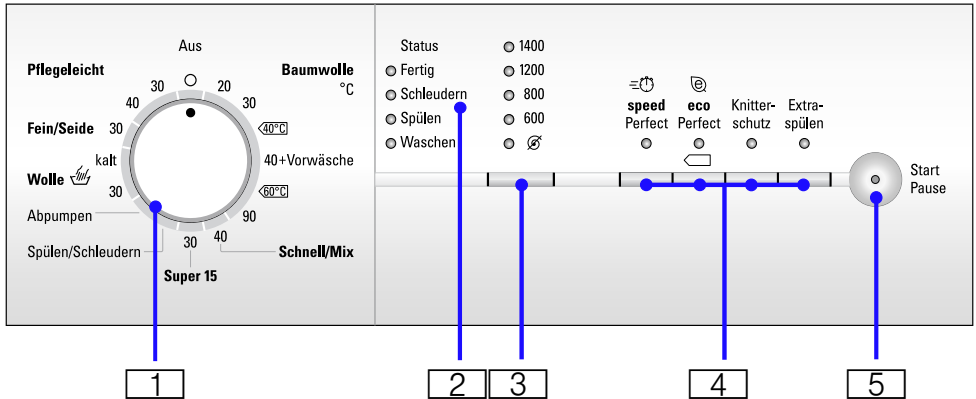 Aus
Pflegeleicht
Baumwolle
°C
30
20
40
30
Fein/Seide
30
40°C
kalt
40+Vorwäsche
Wolle
30
60°C
Abpumpen
90
Spülen/Schleudern
30
40
Schnell/Mix
Super 15
Status
Fertig
Schleudern
Spülen
Waschen
1400
1200
800
600
speed
Perfect
e
eco
Perfect
Knitter-
schutz
Extra-
spülen
Start
Pause
1
2
3
4
5